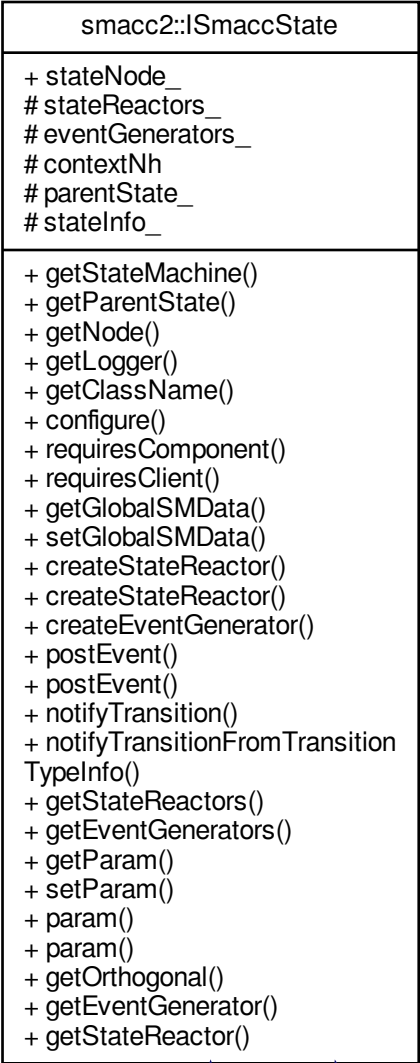 smacc2::ISmaccState
+ stateNode_
# stateReactors_
# eventGenerators_
# contextNh
# parentState_
# stateInfo_
+ getStateMachine()
+ getParentState()
+ getNode()
+ getLogger()
+ getClassName()
+ configure()
+ requiresComponent()
+ requiresClient()
+ getGlobalSMData()
+ setGlobalSMData()
+ createStateReactor()
+ createStateReactor()
+ createEventGenerator()
+ postEvent()
+ postEvent()
+ notifyTransition()
+ notifyTransitionFromTransition
TypeInfo()
+ getStateReactors()
+ getEventGenerators()
+ getParam()
+ setParam()
+ param()
+ param()
+ getOrthogonal()
+ getEventGenerator()
+ getStateReactor()